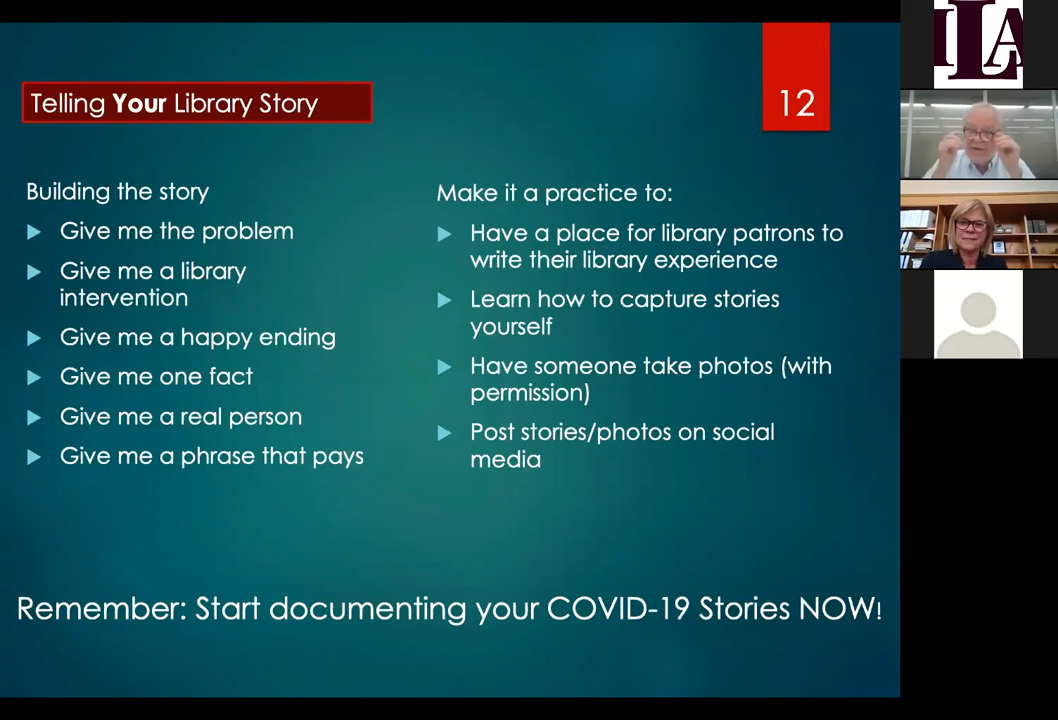 Telling Your Library Story
12
Building the story
Give me the problem
Give me a library
intervention
Give me a happy ending
Give me one fact
Give me a real person
Give me a phrase that pays
Make it a practice to:
Have a place for library patrons to
write their library experience
Learn how to capture stories
yourself
Have someone take photos (with
permission)
Post stories/photos on social
media
Remember: Start documenting your COVID-19 Stories NOW!
ILA